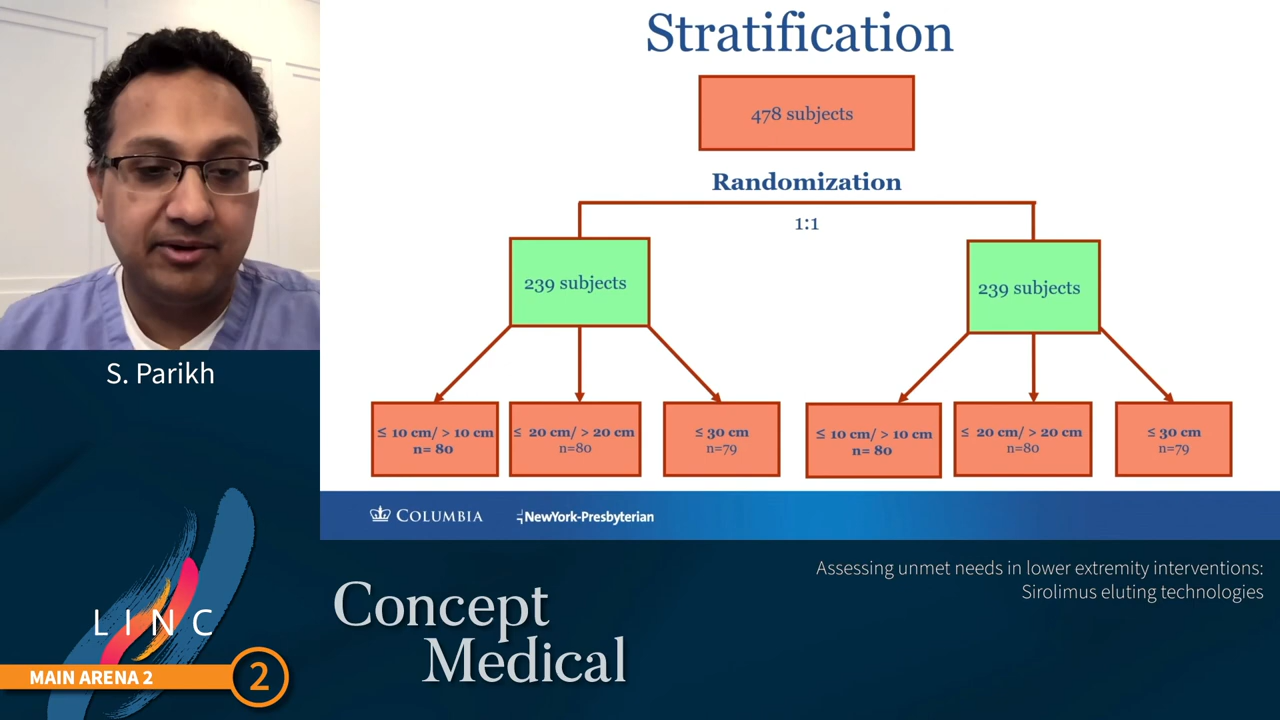 Stratification
478 subjects
Randomization
1:1
239 subjects
239 subjects
≤ 10 cm/ > 10 cm
n= 80
≤ 20 cm/ > 20 cm
n=80
≤ 30 cm
n=79
≤ 10 cm/ > 10 cm
n= 80
≤ 20 cm/ > 20 cm
n=80
≤ 30 cm
n=79
COLUMBIA
NewYork-Presbyterian
S. Parikh
LINC
MAIN ARENA 2
2
Concept
Medical
Assessing unmet needs in lower extremity interventions:
Sirolimus eluting technologies